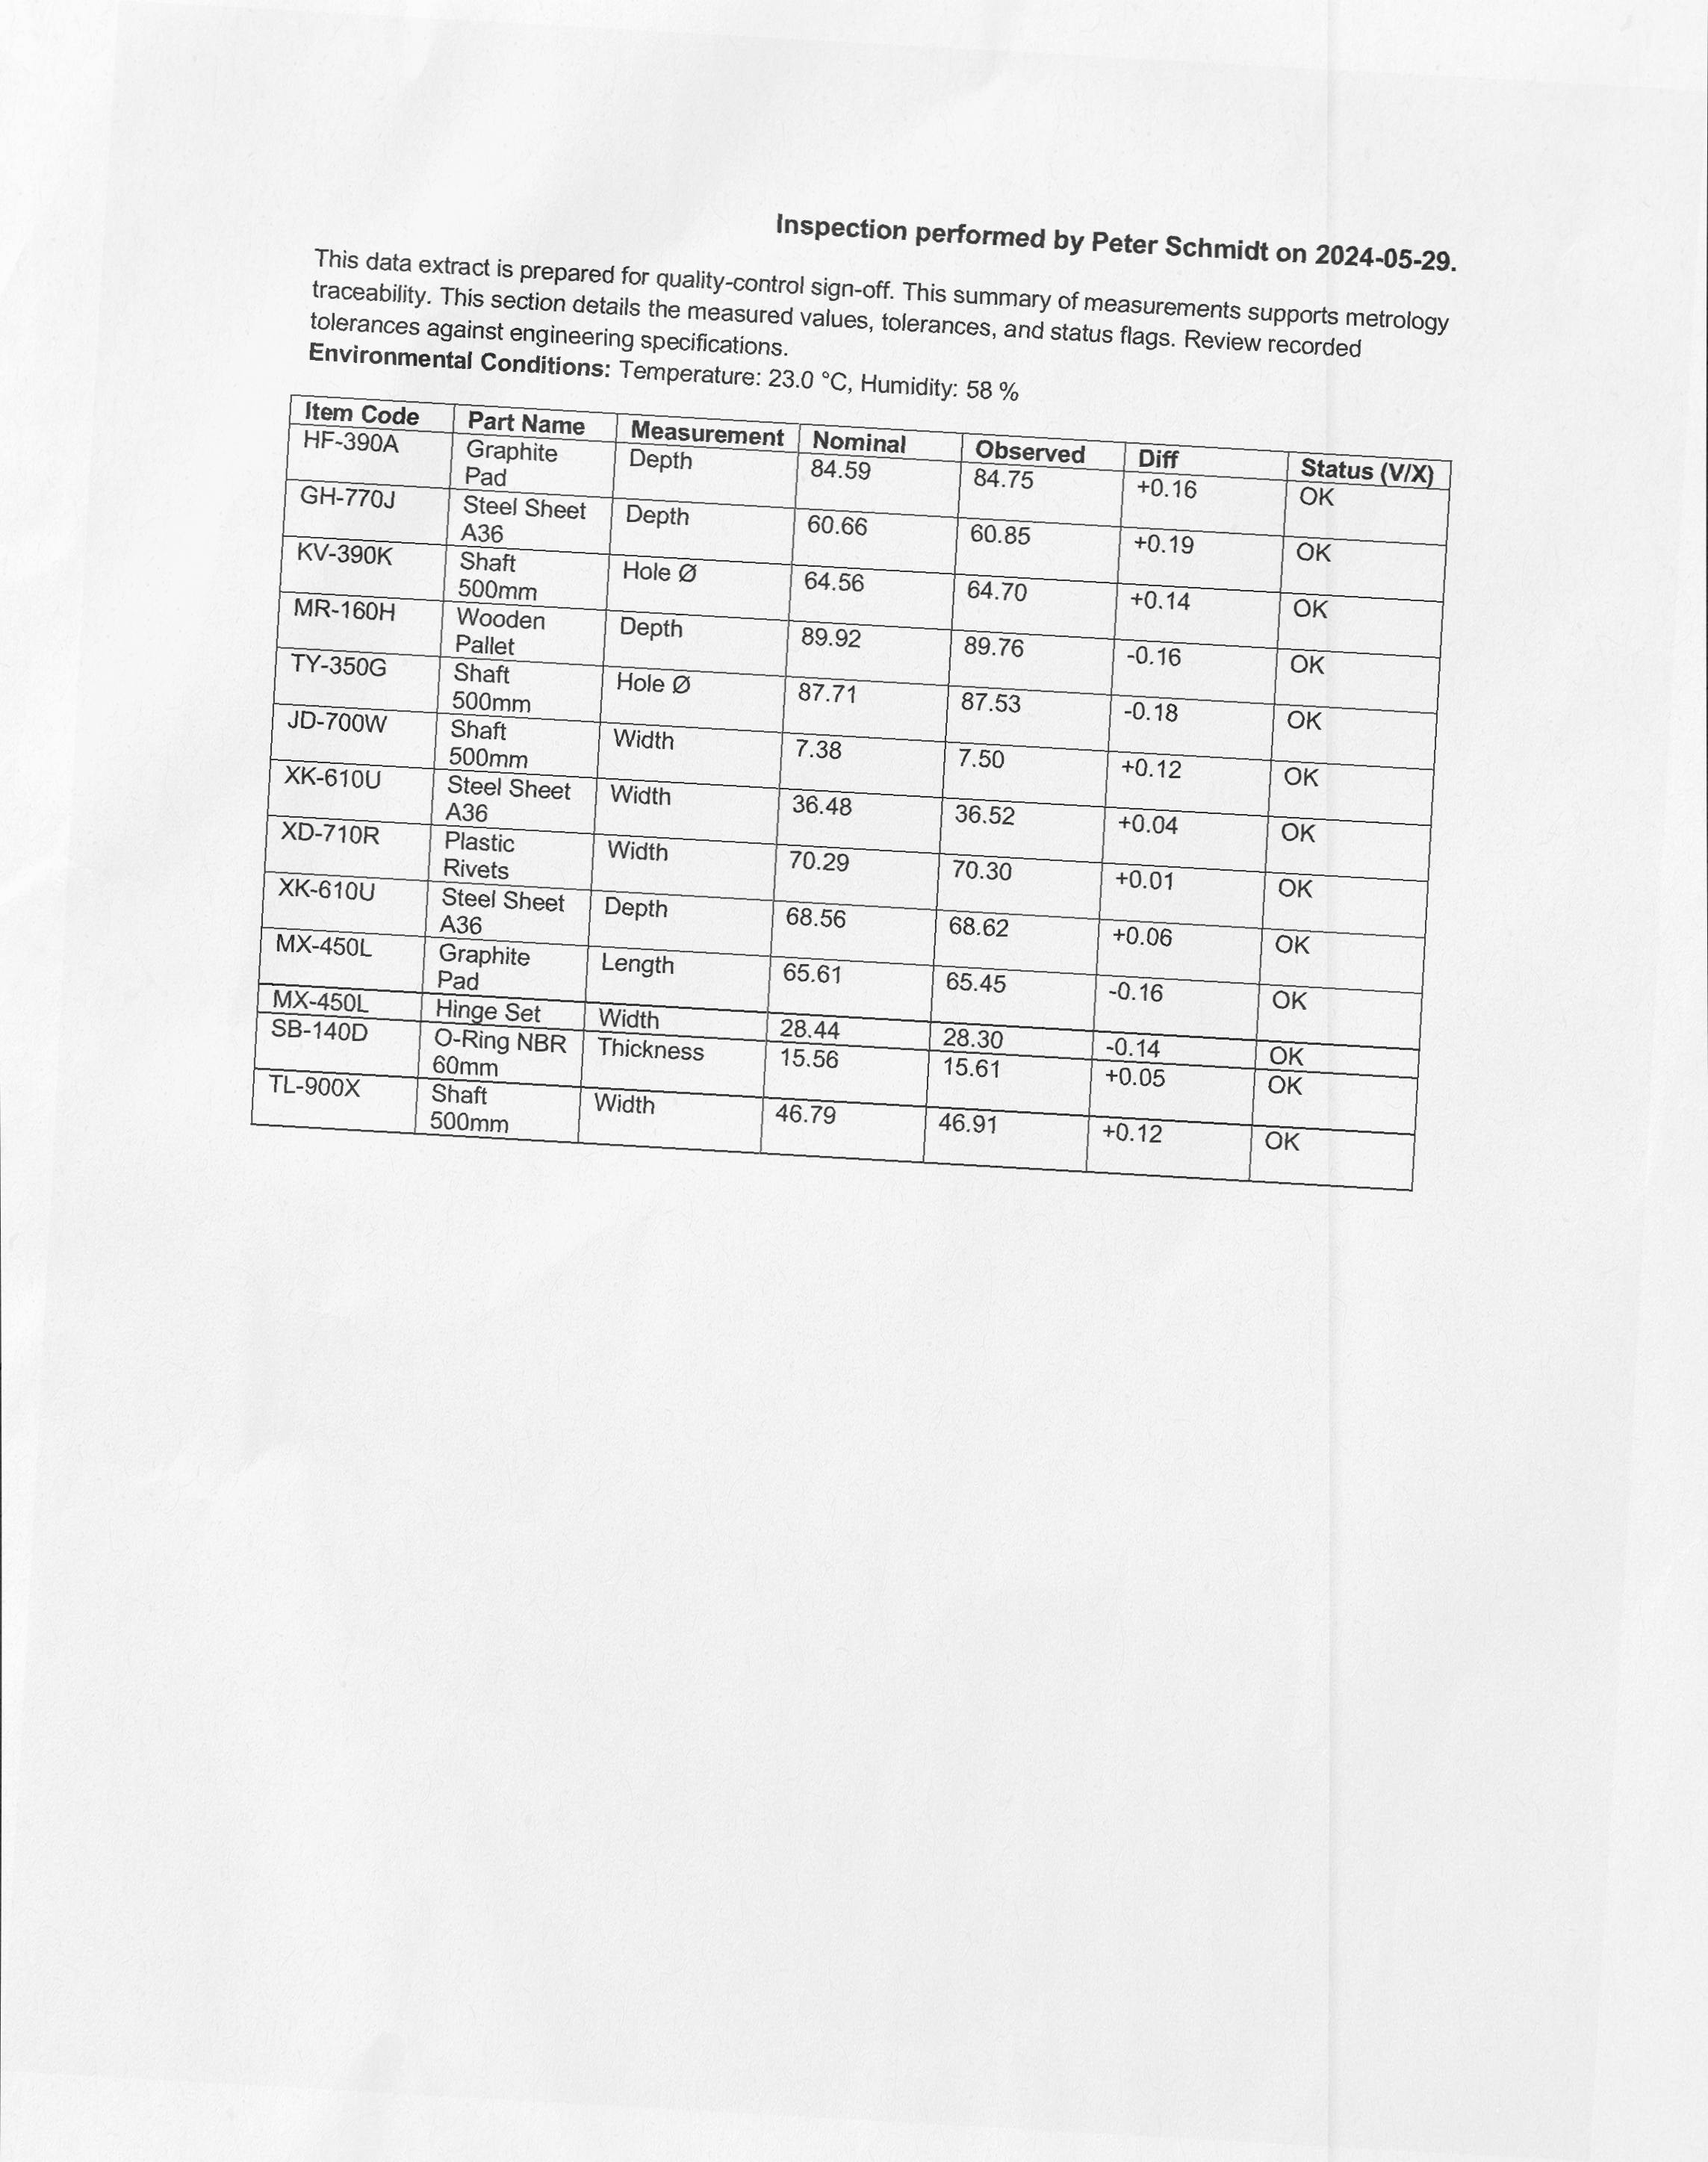 Inspection performed by Peter Schmidt on 2024-05-29.
This data extract is prepared for quality-control sign-off. This summary of measurements supports metrology
traceability. This section details the measured values, tolerances, and status flags. Review recorded
tolerances against engineering specifications.
Environmental Conditions: Temperature: 23.0 °C, Humidity: 58 %
Item Code Part Name Measurement Nominal Observed Diff Status (V/X)
HF-390A Graphite Pad Depth 84.59 84.75 +0.16 OK
GH-770J Steel Sheet A36 Depth 60.66 60.85 +0.19 OK
KV-390K Shaft 500mm Hole Ø 64.56 64.70 +0.14 OK
MR-160H Wooden Pallet Depth 89.92 89.76 -0.16 OK
TY-350G Shaft 500mm Hole Ø 87.71 87.53 -0.18 OK
JD-700W Shaft 500mm Width 7.38 7.50 +0.12 OK
XK-610U Steel Sheet A36 Width 36.48 36.52 +0.04 OK
XD-710R Plastic Rivets Width 70.29 70.30 +0.01 OK
XK-610U Steel Sheet A36 Depth 68.56 68.62 +0.06 OK
MX-450L Graphite Pad Length 65.61 65.45 -0.16 OK
MX-450L Hinge Set Width 28.44 28.30 -0.14 OK
SB-140D O-Ring NBR 60mm Thickness 15.56 15.61 +0.05 OK
TL-900X Shaft 500mm Width 46.79 46.91 +0.12 OK